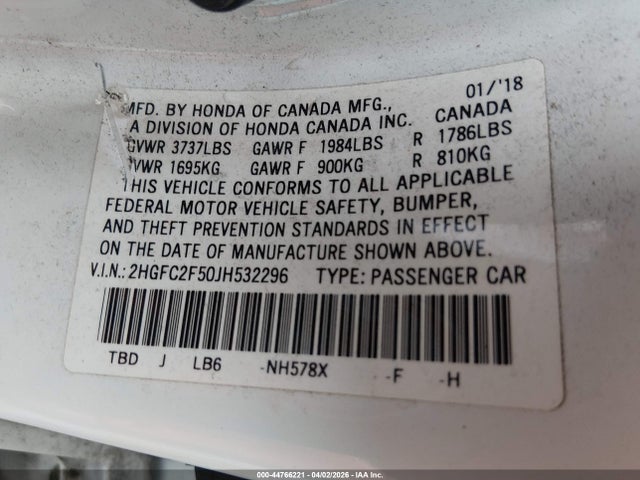 01/'18
MFD. BY HONDA OF CANADA MFG., CANADA
A DIVISION OF HONDA CANADA INC.
GVWR 3737LBS GAWR F 1984LBS R 1786LBS
VWR 1695KG GAWR F 900KG R 810KG
THIS VEHICLE CONFORMS TO ALL APPLICABLE
FEDERAL MOTOR VEHICLE SAFETY, BUMPER,
AND THEFT PREVENTION STANDARDS IN EFFECT
ON THE DATE OF MANUFACTURE SHOWN ABOVE.
V.I.N.: 2HGFC2F50JH532296 TYPE: PASSENGER CAR
TBD J LB6 -NH578X -F -H
000-44766221 - 04/02/2026 - IAA Inc.